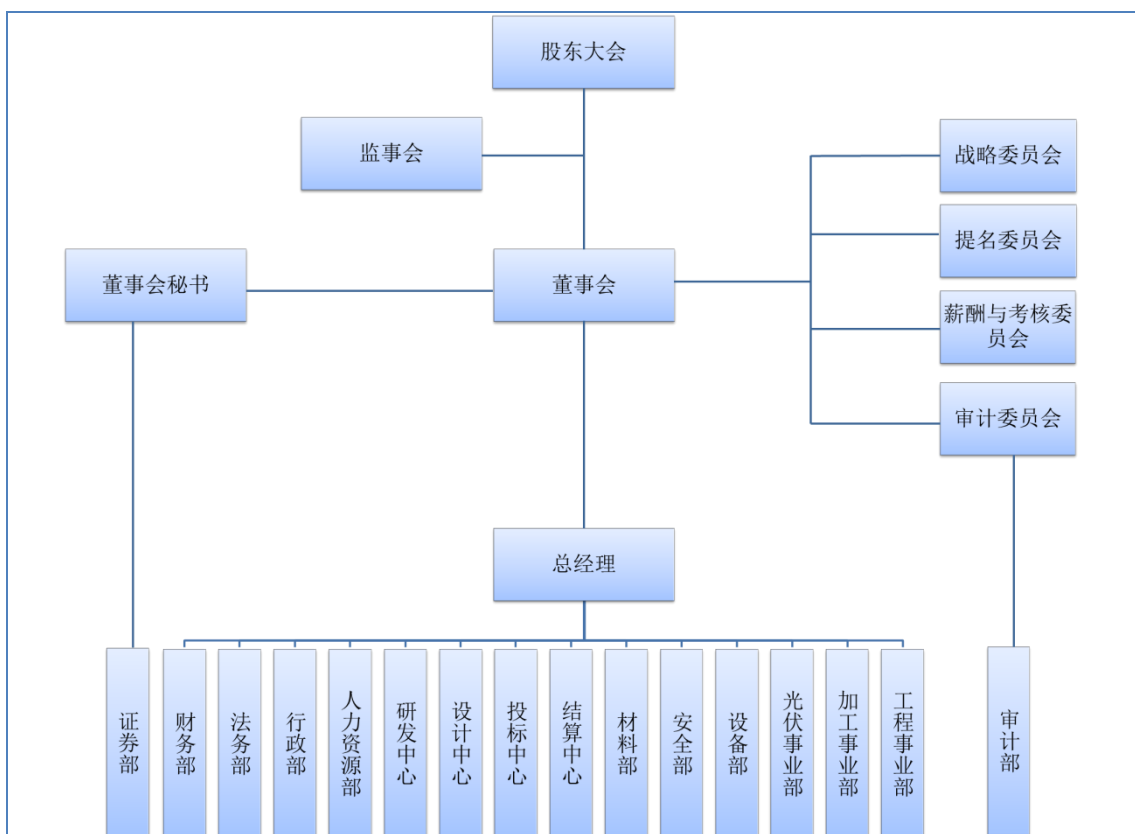 股东大会
监事会
战略委员会
提名委员会
董事会秘书
董事会
薪酬与考核委
员会
审计委员会
总经理
证券部
财务部
法务部
行政部
人力资源部
研发中心
设计中心
投标中心
结算中心
材料部
安全部
设备部
光伏事业部
加工事业部
工程事业部
审计部